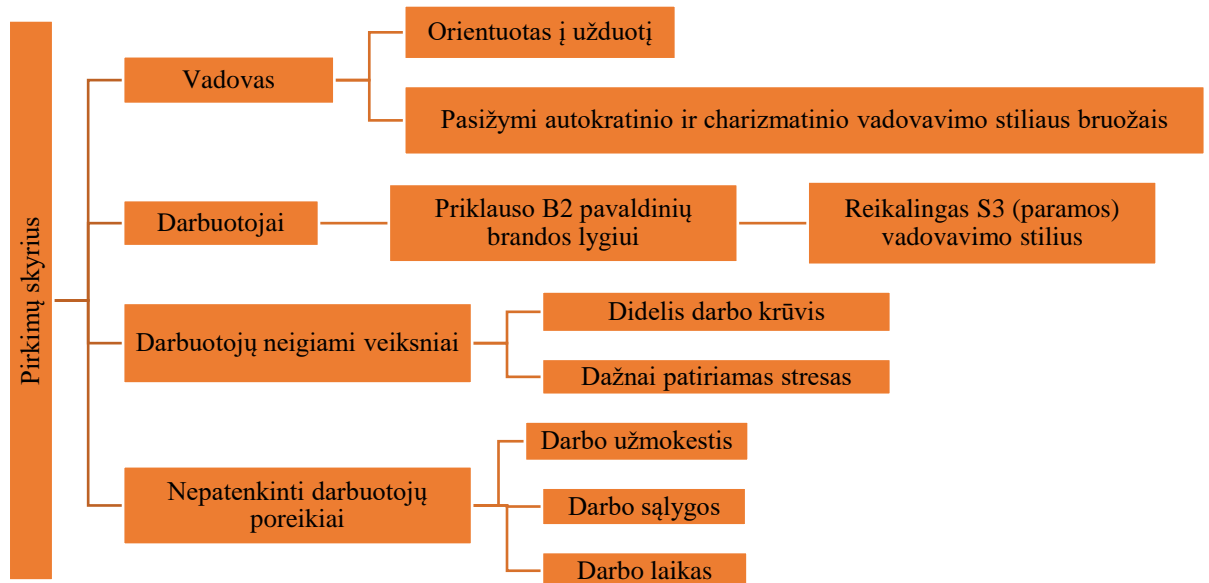 Pirkimų skyrius
Vadovas
Orientuotas į užduotį
Pasižymi autokratinio ir charizmatinio vadovavimo stiliaus bruožais
Darbuotojai
Priklauso B2 pavaldinių
brandos lygiui
Reikalingas S3 (paramos)
vadovavimo stilius
Darbuotojų neigiami veiksniai
Didelis darbo krūvis
Dažnai patiriamas stresas
Nepatenkinti darbuotojų
poreikiai
Darbo užmokestis
Darbo sąlygos
Darbo laikas